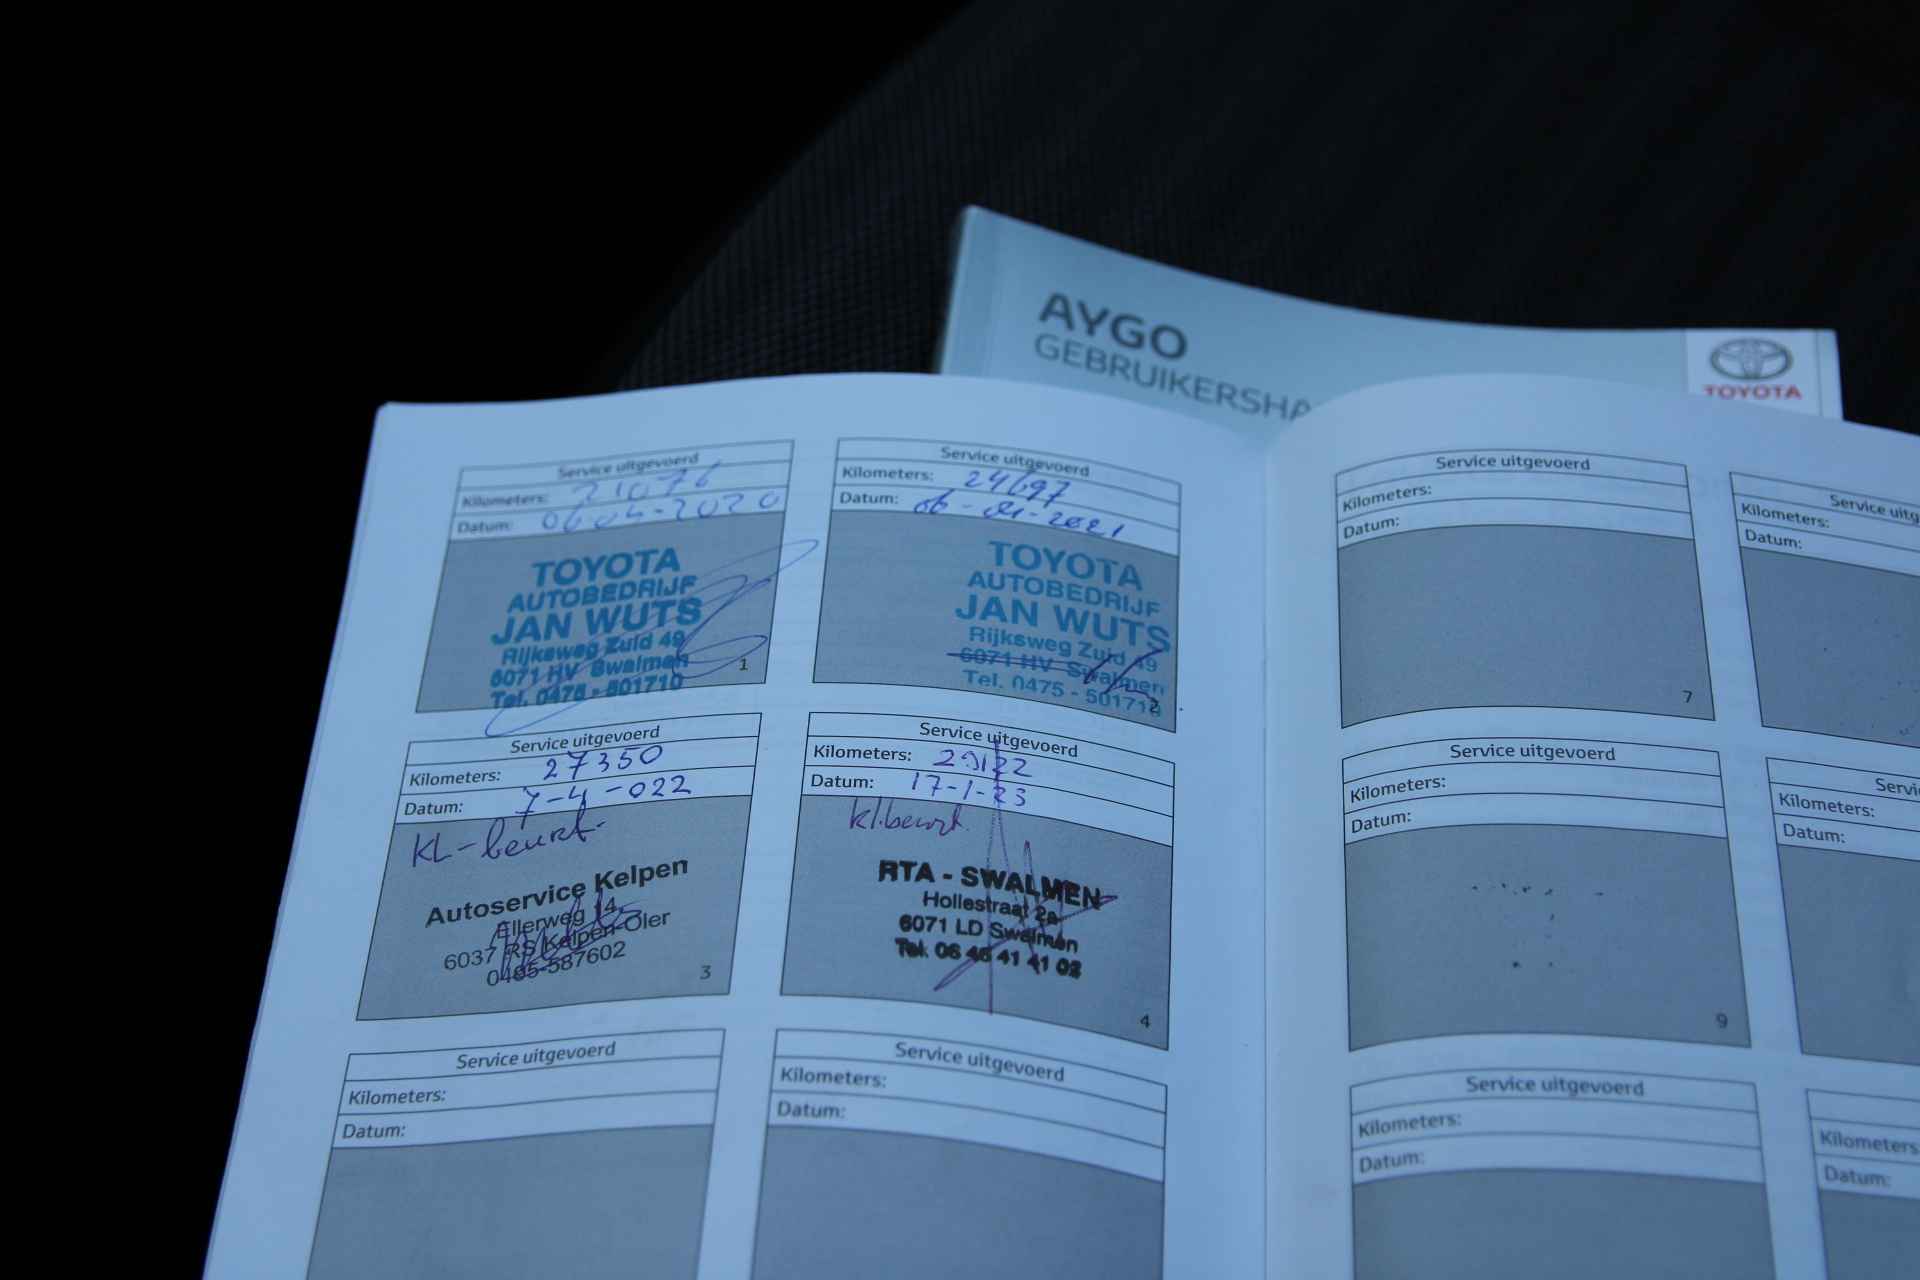 AYGO
GEBRUIKERSHA
TOYOTA
Service uitgevoerd
Kilometers: 21076
Datum: 06-04-2020
TOYOTA
AUTOBEDRIJF
JAN WUTS
Rijksweg Zuid 49
6071 HV Swalmen
Tel. 0475 - 501710
1
Service uitgevoerd
Kilometers: 24697
Datum: 06-04-2021
TOYOTA
AUTOBEDRIJF
JAN WUTS
Rijksweg Zuid 49
6071 HV Swalmen
Tel. 0475 - 501710
2
Service uitgevoerd
Kilometers: 27350
Datum: 7-4-022
KL-beurt-
Autoservice Kelpen
Ellerweg 14
6037 RS Kelpen-Oler
0495-587602
3
Service uitgevoerd
Kilometers: 29122
Datum: 17-1-23
kl.beurt.
RTA - SWALMEN
Hollestraat 2a
6071 LD Swalmen
Tel. 06 46 41 41 02
4
Service uitgevoerd
Kilometers:
Datum:
Service uitgevoerd
Kilometers:
Datum:
Service uitgevoerd
Kilometers:
Datum:
7
Service uitg
Kilometers:
Datum:
Service uitgevoerd
Kilometers:
Datum:
9
Servi
Kilometers:
Datum:
Service uitgevoerd
Kilometers:
Datum:
Kilometers
Datum: